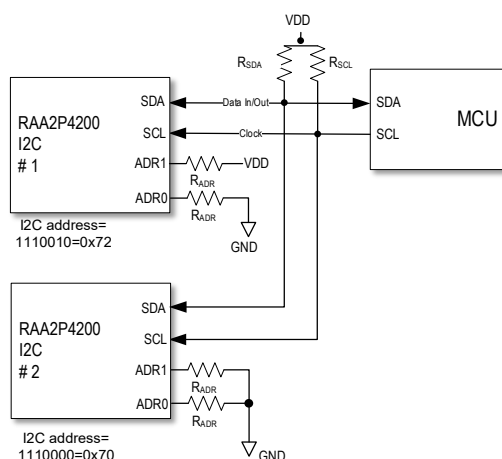 VDD
RSDA
RSCL
SDA
Data In/Out
SDA
RAA2P4200
I2C
# 1
SCL
Clock
SCL
MCU
ADR1
RADR
VDD
ADR0
RADR
I2C address=
1110010=0x72
GND
RAA2P4200
I2C
# 2
SDA
SCL
ADR1
RADR
ADR0
RADR
I2C address=
1110000=0x70
GND